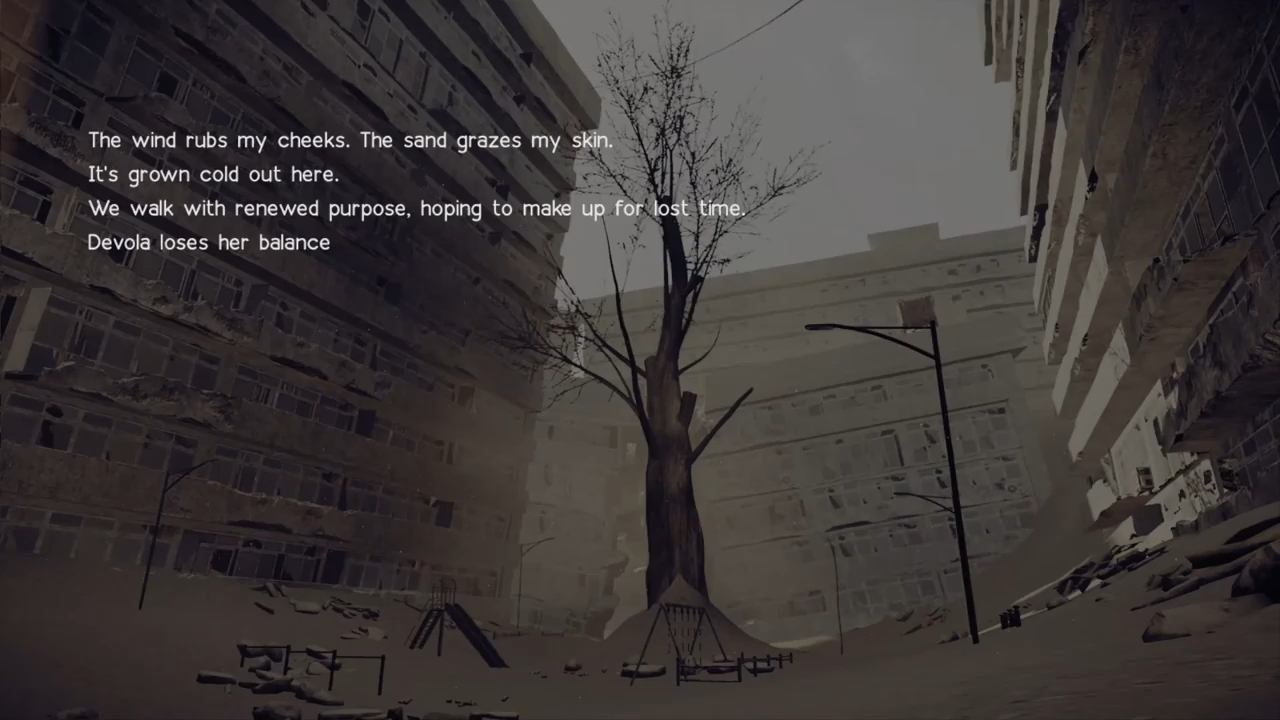 The wind rubs my cheeks. The sand grazes my skin.
It's grown cold out here.
We walk with renewed purpose, hoping to make up for lost time.
Devola loses her balance